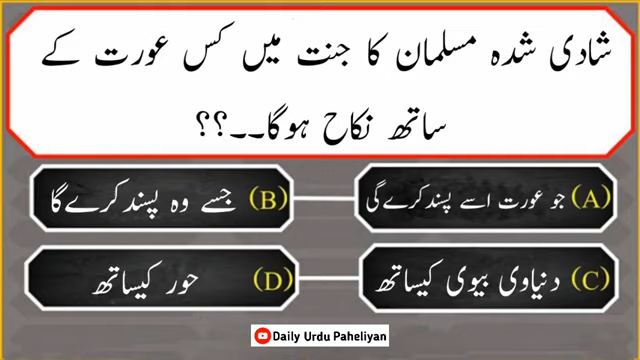 شادی شدہ مسلمان کا جنت میں کس عورت کے
ساتھ نکاح ہوگا۔۔؟؟
(A) جو عورت اسے پسند کرے گی
(B) جسے وہ پسند کرے گا
(C) دنیاوی بیوی کیساتھ
(D) حور کیساتھ
Daily Urdu Paheliyan